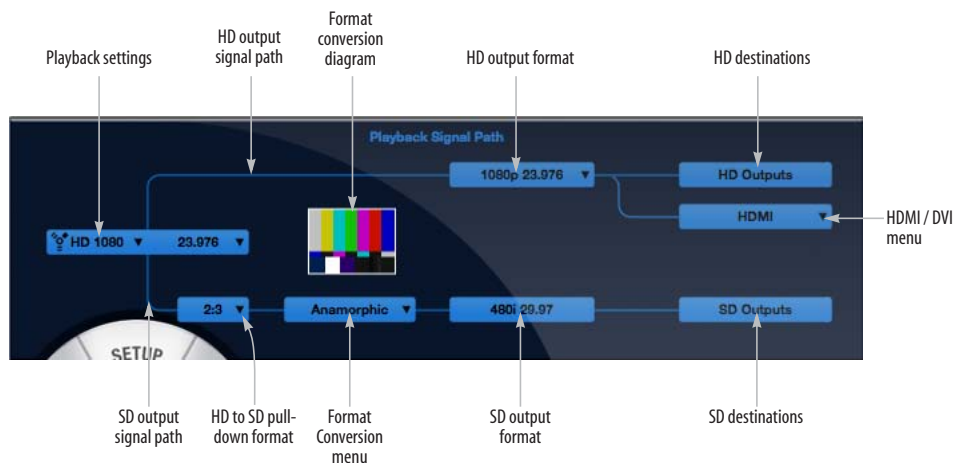 Playback settings
HD output
signal path
Format
conversion
diagram
HD output format
HD destinations
Playback Signal Path
1080p 23.976
HD Outputs
HDMI
HDMI / DVI
menu
HD 1080
23.976
2:3
Anamorphic
480i 29.97
SD Outputs
SETUP
SD output
signal path
HD to SD pull-
down format
Format
Conversion
menu
SD output
format
SD destinations